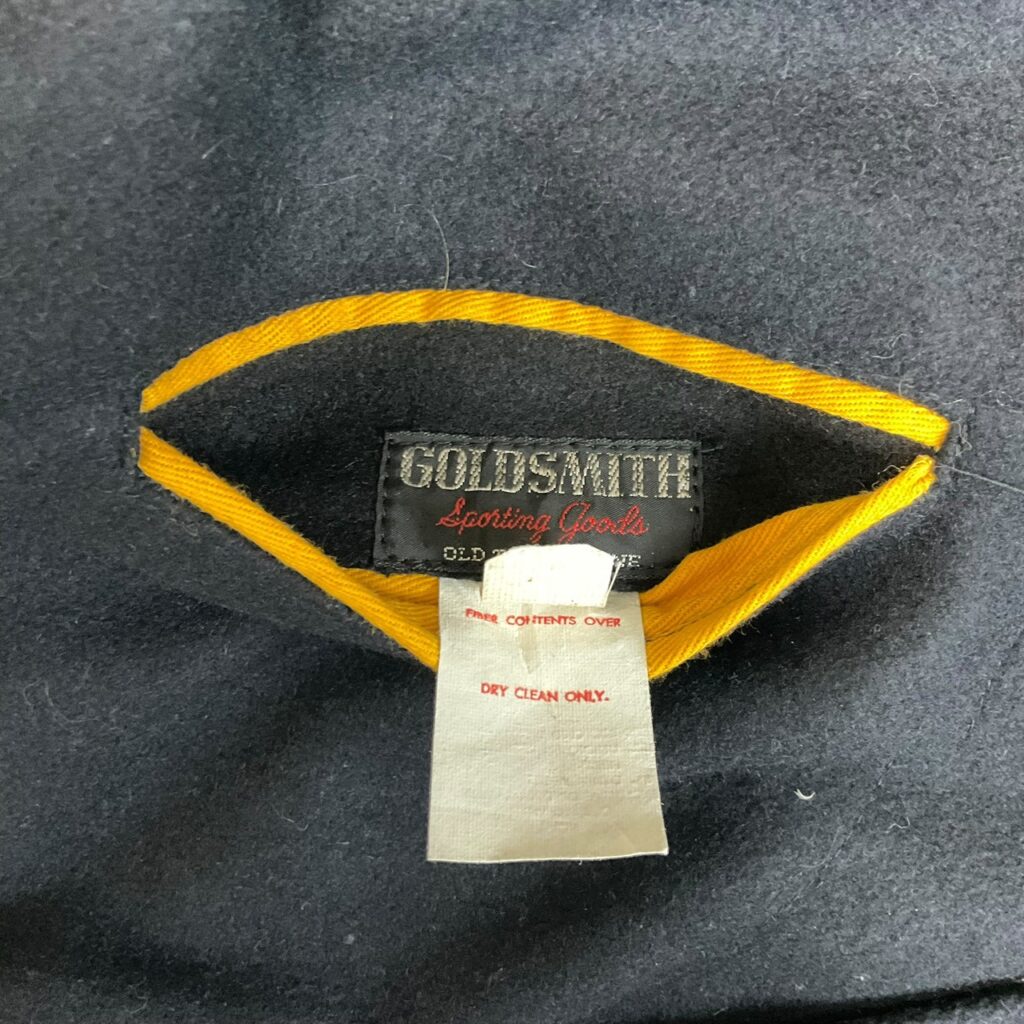 GOLDSMITH
Sporting Goods
OLD
FIBER CONTENTS OVER
DRY CLEAN ONLY.